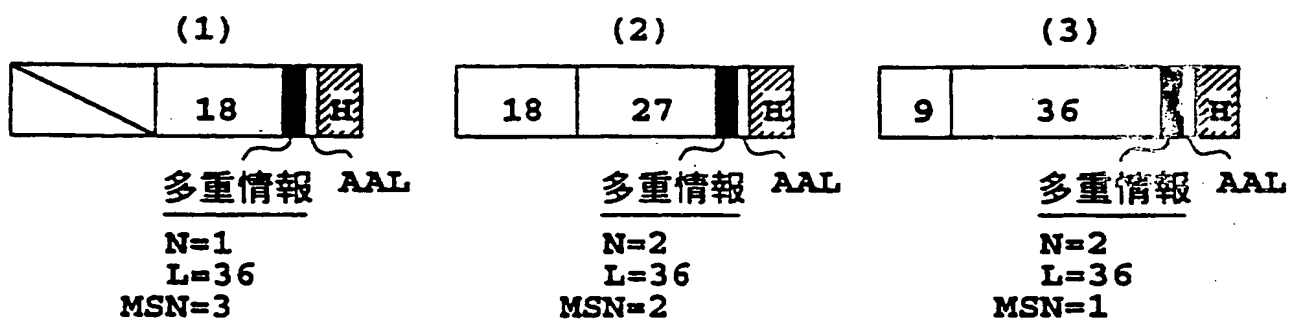 (1) (2) (3)
18 H 18 27 H 9 36 H
多重情報 AAL 多重情報 AAL 多重情報 AAL
N=1 N=2 N=2
L=36 L=36 L=36
MSN=3 MSN=2 MSN=1